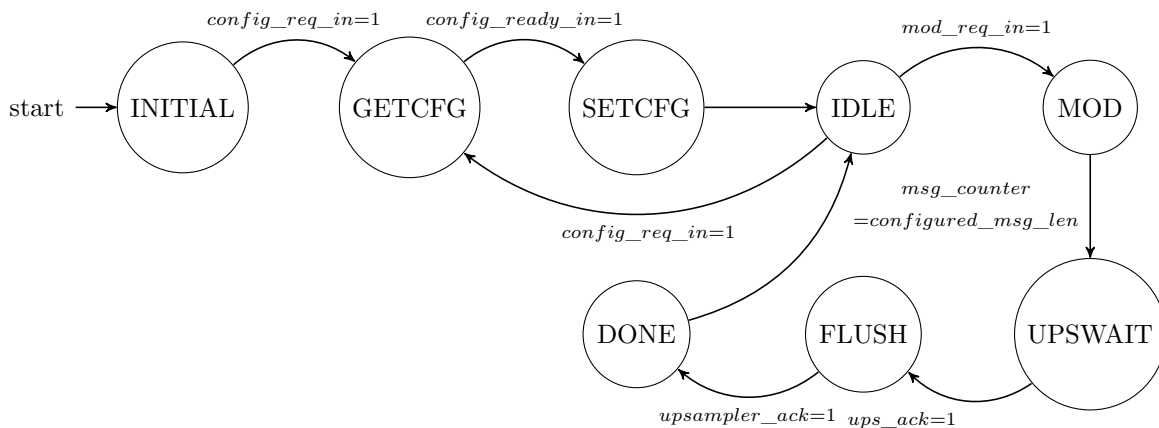 config_req_in=1
config_ready_in=1
mod_req_in=1
start
INITIAL
GETCFG
SETCFG
IDLE
MOD
config_req_in=1
msg_counter
=configured_msg_len
DONE
FLUSH
UPSWAIT
upsampler_ack=1
ups_ack=1